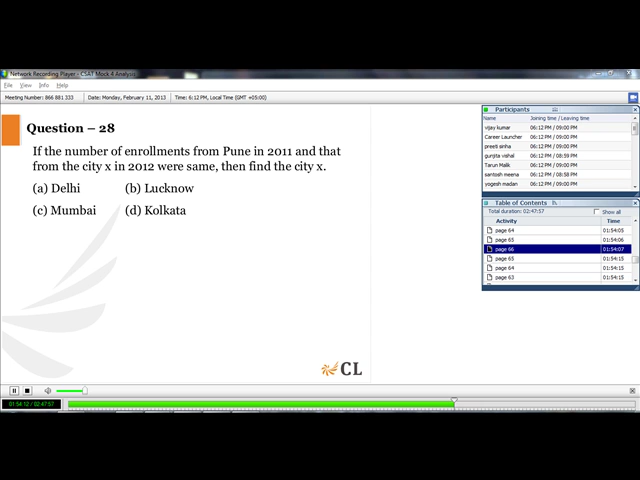 Network Recording Player - CSAT Mock 4 Analysis
File View Info Help
Meeting Number: 866 881 333 Date: Monday, February 11, 2013 Time: 6:12 PM, Local Time (GMT +05:00)
Question – 28
If the number of enrollments from Pune in 2011 and that
from the city x in 2012 were same, then find the city x.
(a) Delhi (b) Lucknow
(c) Mumbai (d) Kolkata
CL
Participants
Name Joining time / Leaving time
vijay kumar 06:12 PM / 09:00 PM
Career Launcher 06:12 PM / 09:00 PM
preeti sinha 06:12 PM / 09:00 PM
gunjita vishal 06:12 PM / 08:59 PM
Tarun Malik 06:12 PM / 09:00 PM
santosh meena 06:12 PM / 08:58 PM
yogesh madan 06:12 PM / 09:00 PM
Table of Contents
Total duration: 02:47:57 Show all
Activity Time
page 64 01:54:05
page 65 01:54:06
page 66 01:54:07
page 65 01:54:15
page 64 01:54:15
page 63 01:54:15
01:54:12 / 02:47:57